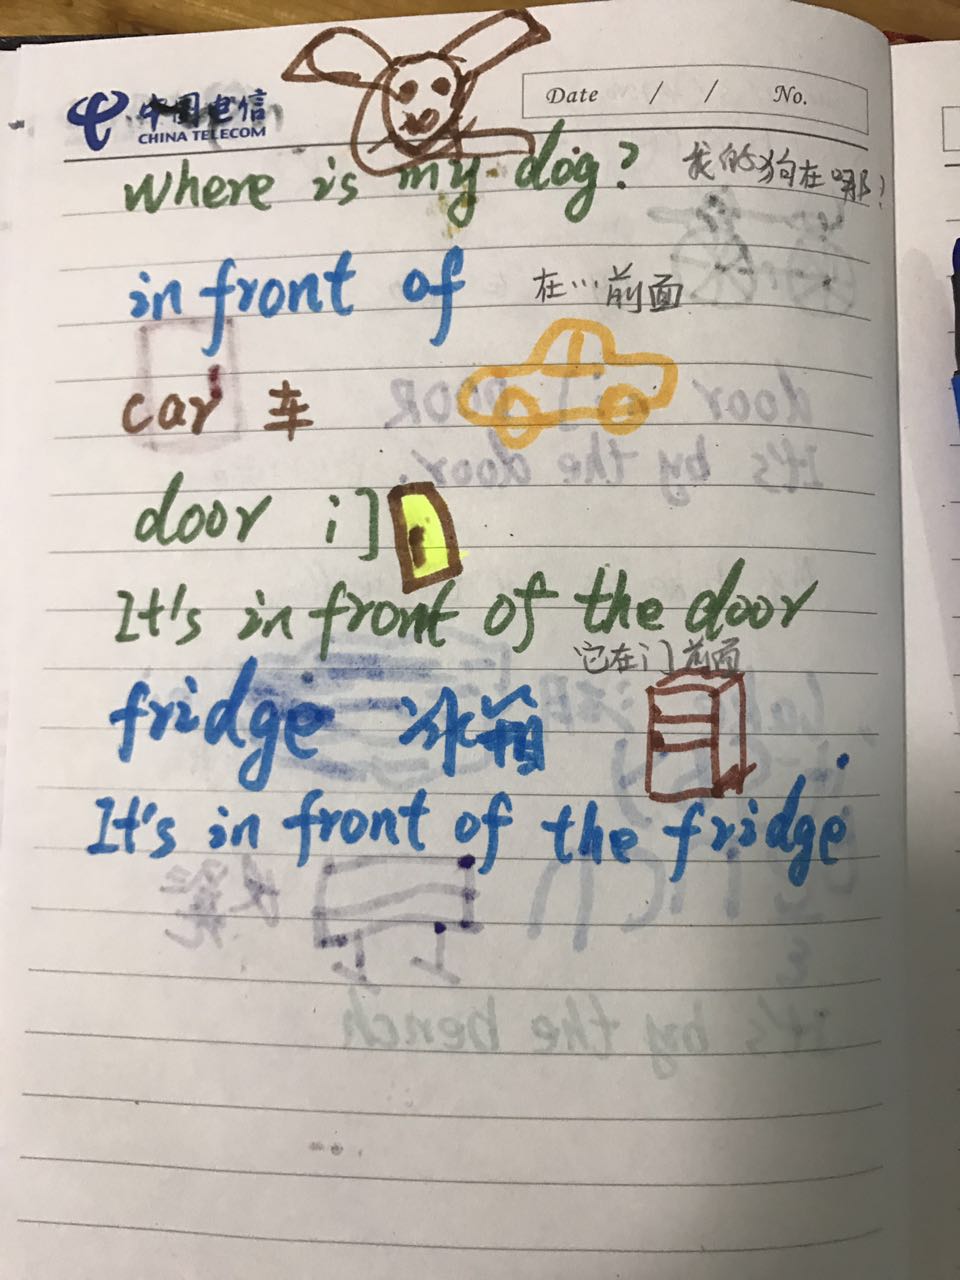 中国电信
CHINA TELECOM
Date / / No.
where is my dog? 我的狗在哪?
in front of 在…前面
car 车
door 门
It's in front of the door
它在门前面
fridge 冰箱
It's in front of the fridge.